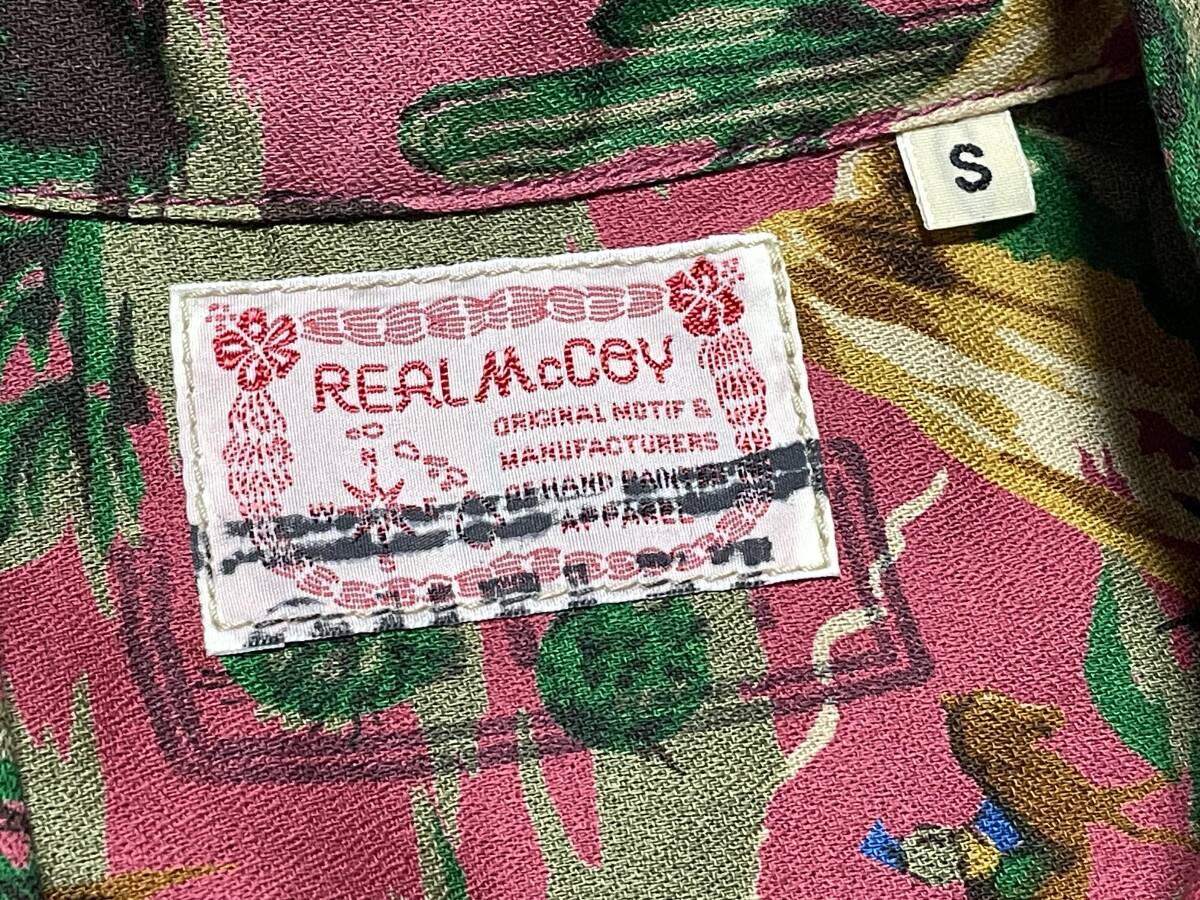 S
REAL McCOY
ORIGINAL MOTIF &
MANUFACTURERS
APPAREL
N
W